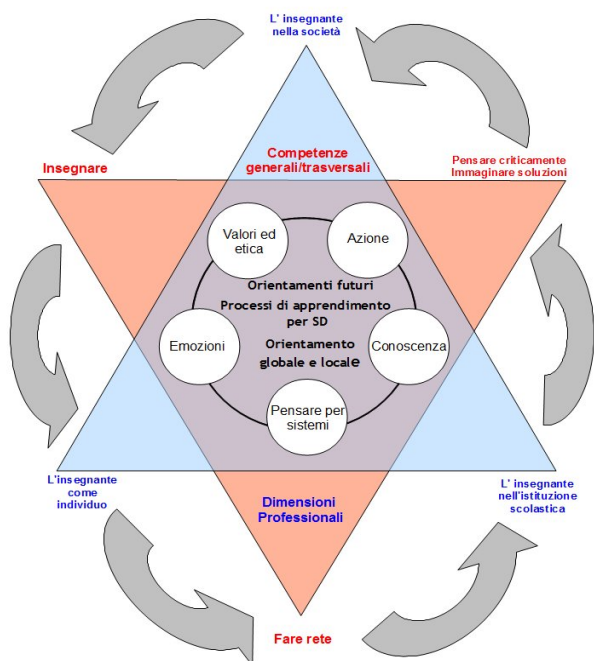 L' insegnante
nella società
Competenze
generali/trasversali
Insegnare
Pensare criticamente
Immaginare soluzioni
Valori ed
etica
Azione
Orientamenti futuri
Processi di apprendimento
per SD
Emozioni
Orientamento
globale e locale
Conoscenza
Pensare per
sistemi
L'insegnante
come
individuo
Dimensioni
Professionali
L' insegnante
nell'istituzione
scolastica
Fare rete